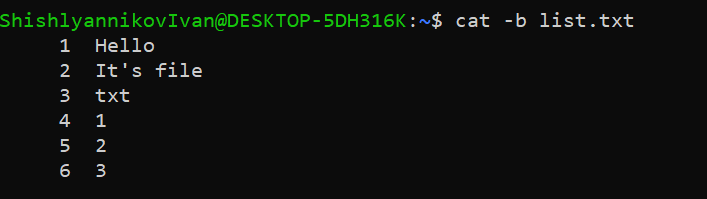 ShishlyannikovIvan@DESKTOP-5DH316K:~$ cat -b list.txt
1 Hello
2 It's file
3 txt
4 1
5 2
6 3